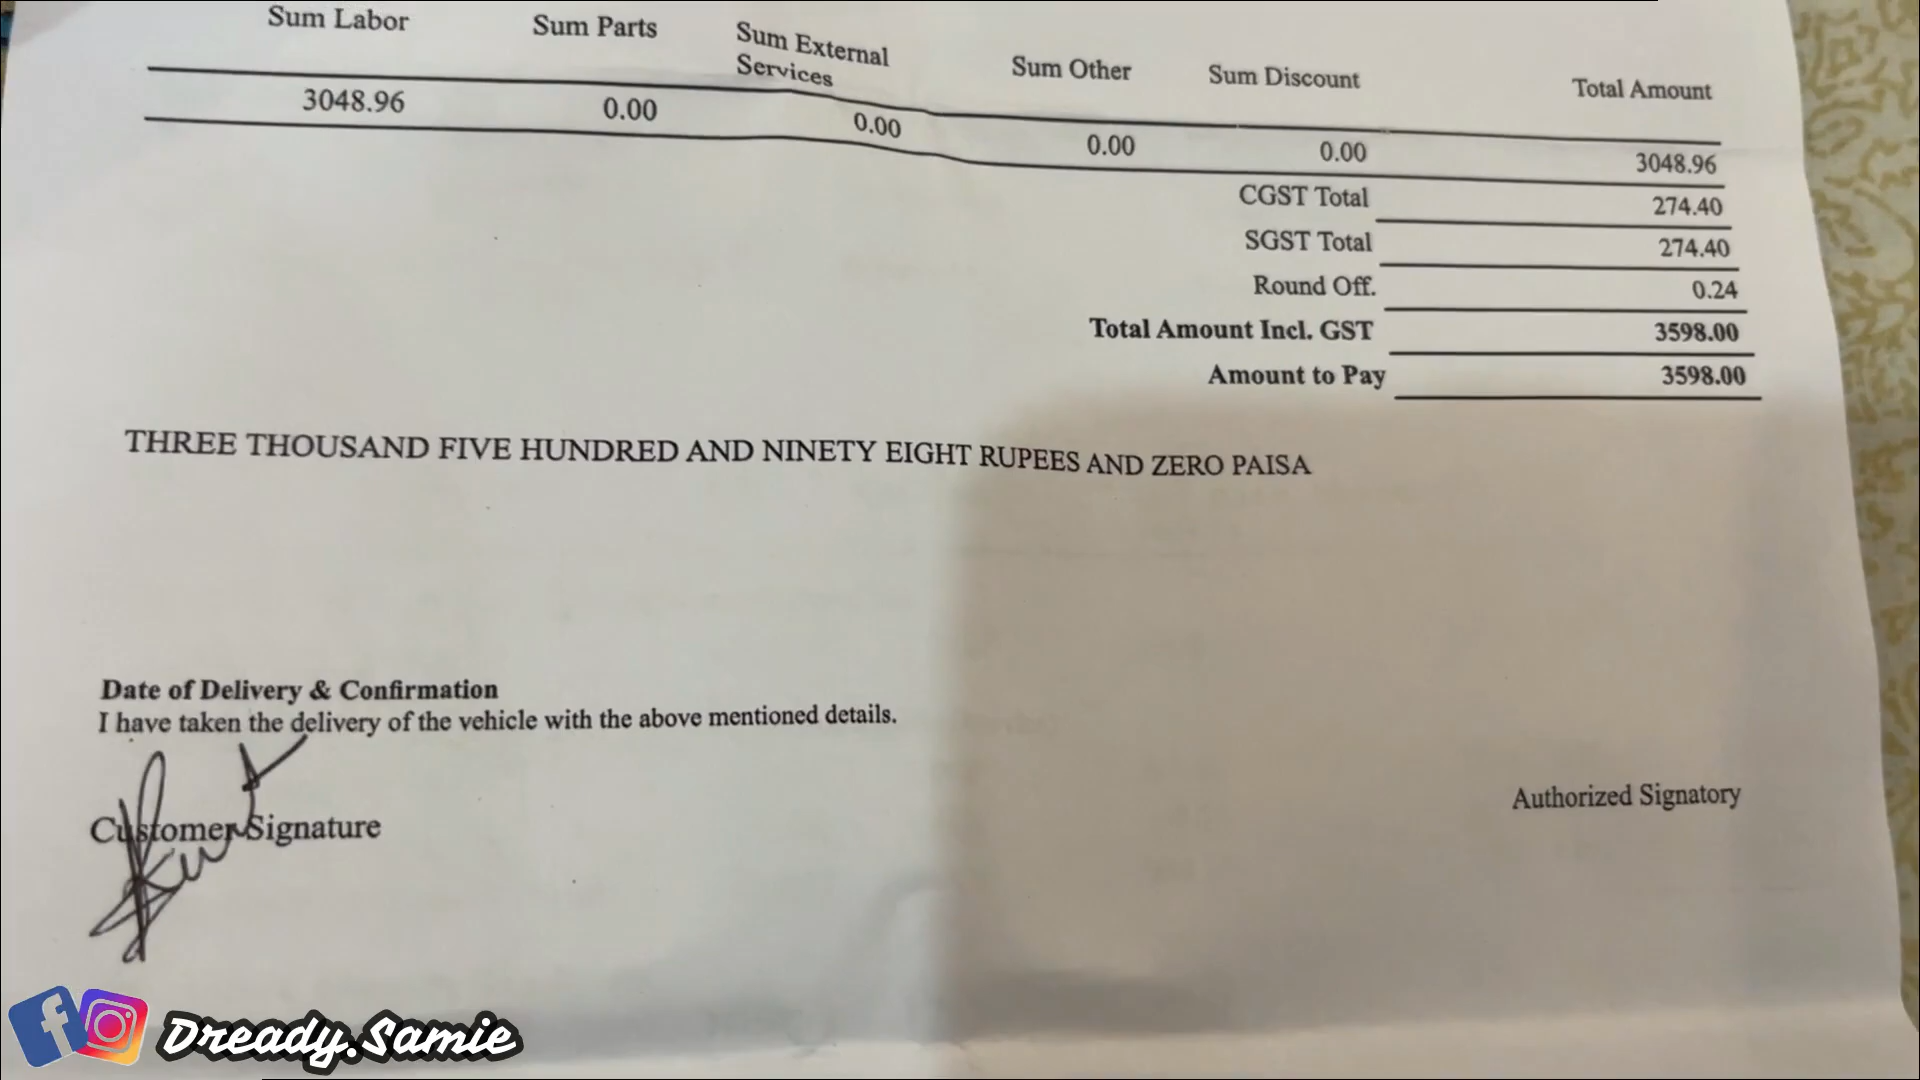 Sum Labor Sum Parts Sum External Services Sum Other Sum Discount Total Amount
3048.96 0.00 0.00 0.00 0.00 3048.96
CGST Total 274.40
SGST Total 274.40
Round Off. 0.24
Total Amount Incl. GST 3598.00
Amount to Pay 3598.00
THREE THOUSAND FIVE HUNDRED AND NINETY EIGHT RUPEES AND ZERO PAISA
Date of Delivery & Confirmation
I have taken the delivery of the vehicle with the above mentioned details.
Authorized Signatory
Customer Signature
Dready.Samie